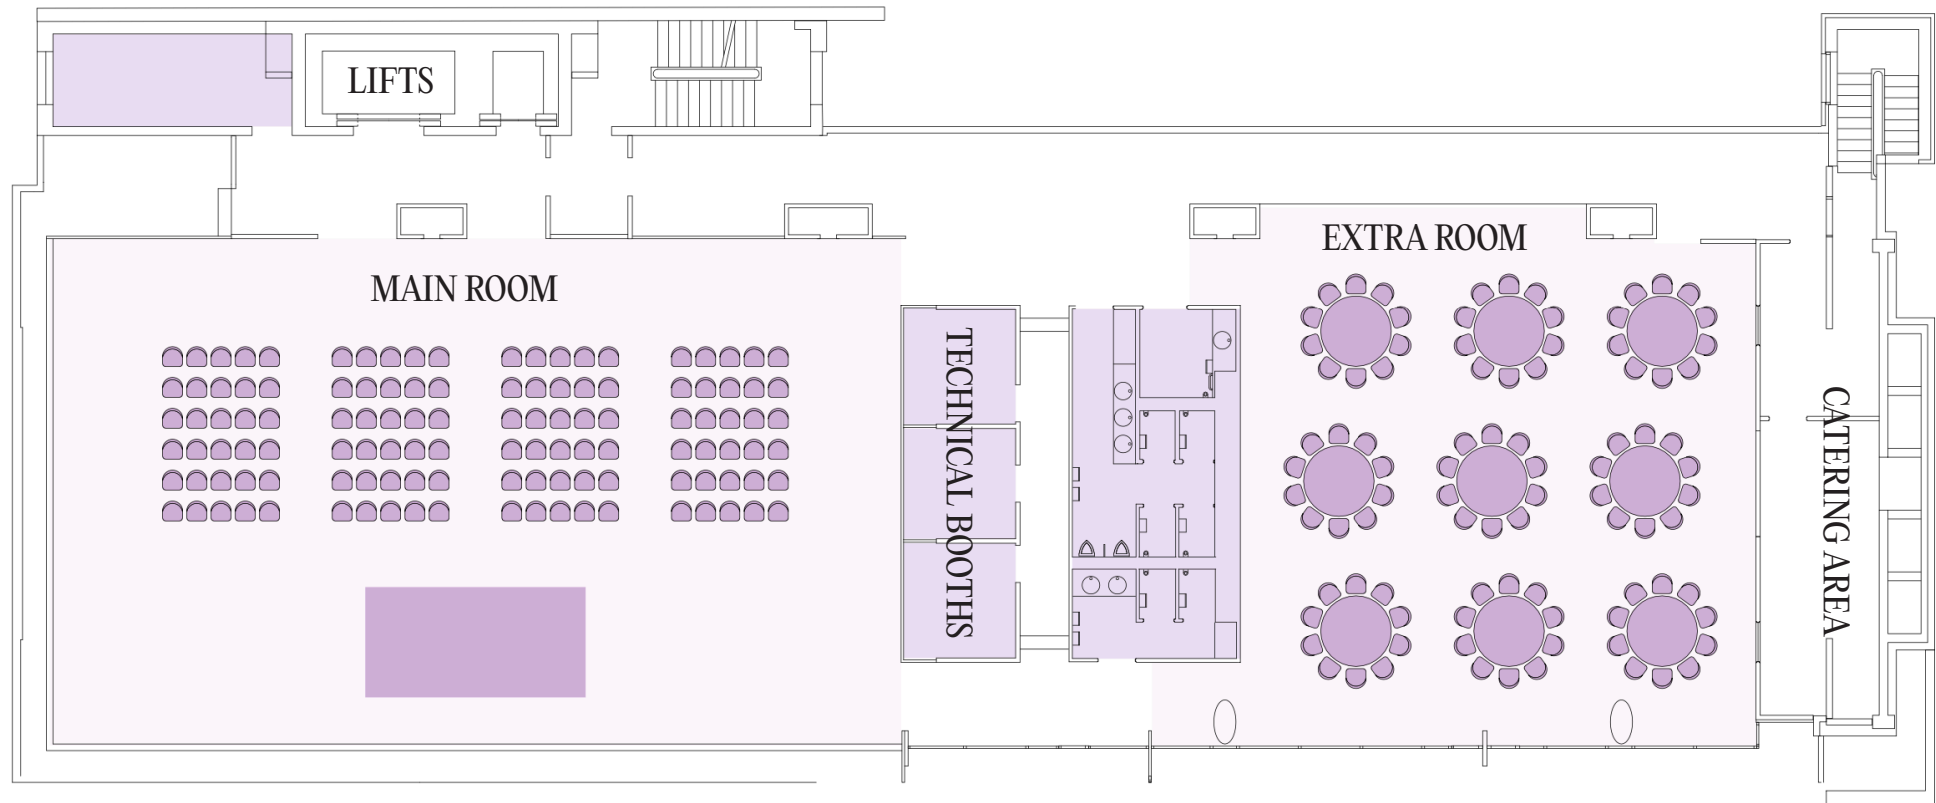 LIFTS
EXTRA ROOM
MAIN ROOM
TECHNICAL BOOTHS
CATERING AREA